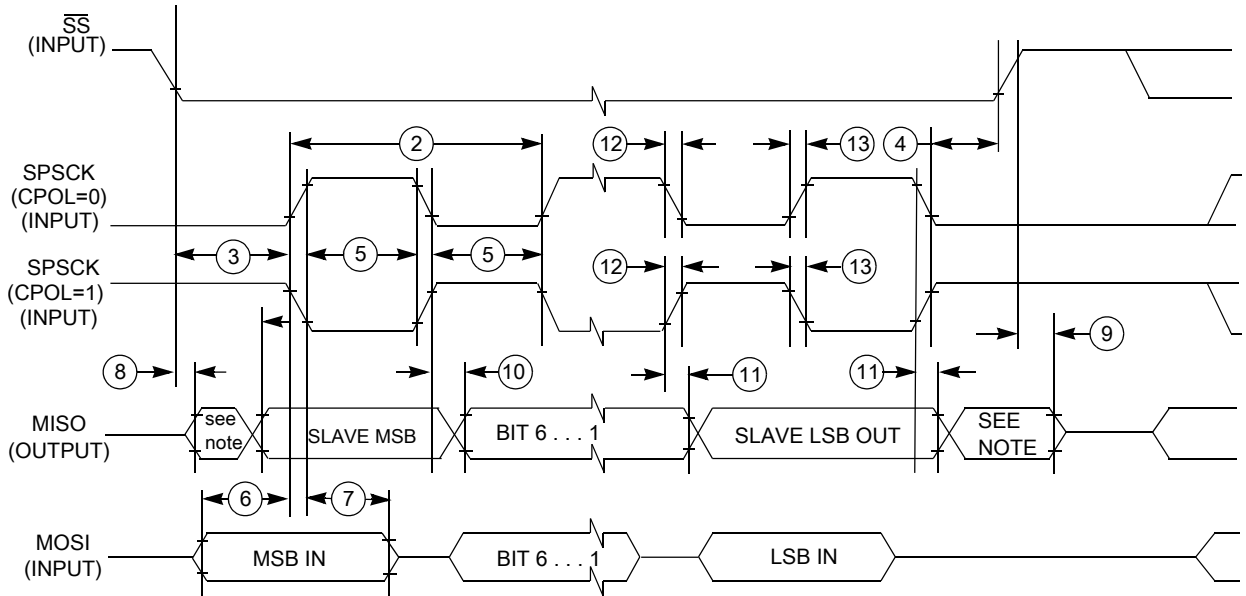 SS
(INPUT)
2
12
13
4
SPSCK
(CPOL=0)
(INPUT)
3
5
5
SPSCK
(CPOL=1)
(INPUT)
12
13
8
10
11
11
9
MISO
(OUTPUT)
see
note
SLAVE MSB
BIT 6 . . . 1
SLAVE LSB OUT
SEE
NOTE
6
7
MOSI
(INPUT)
MSB IN
BIT 6 . . . 1
LSB IN